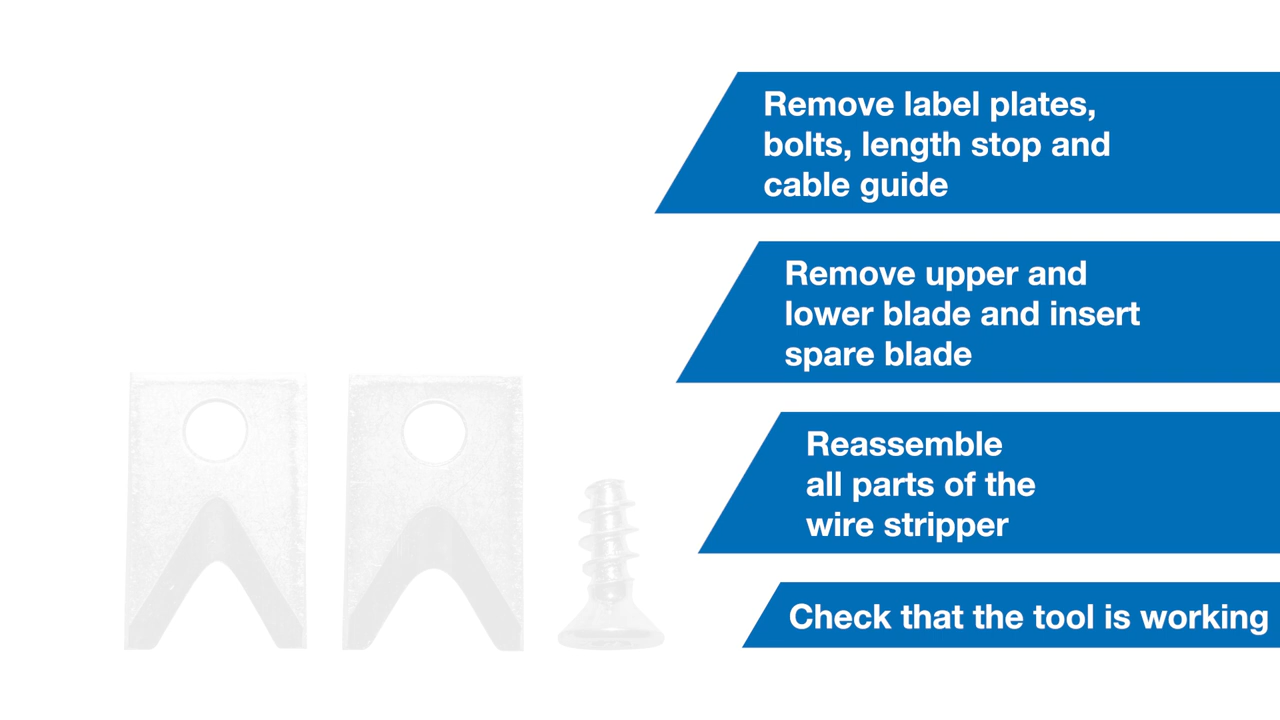 Remove label plates,
bolts, length stop and
cable guide
Remove upper and
lower blade and insert
spare blade
Reassemble
all parts of the
wire stripper
Check that the tool is working